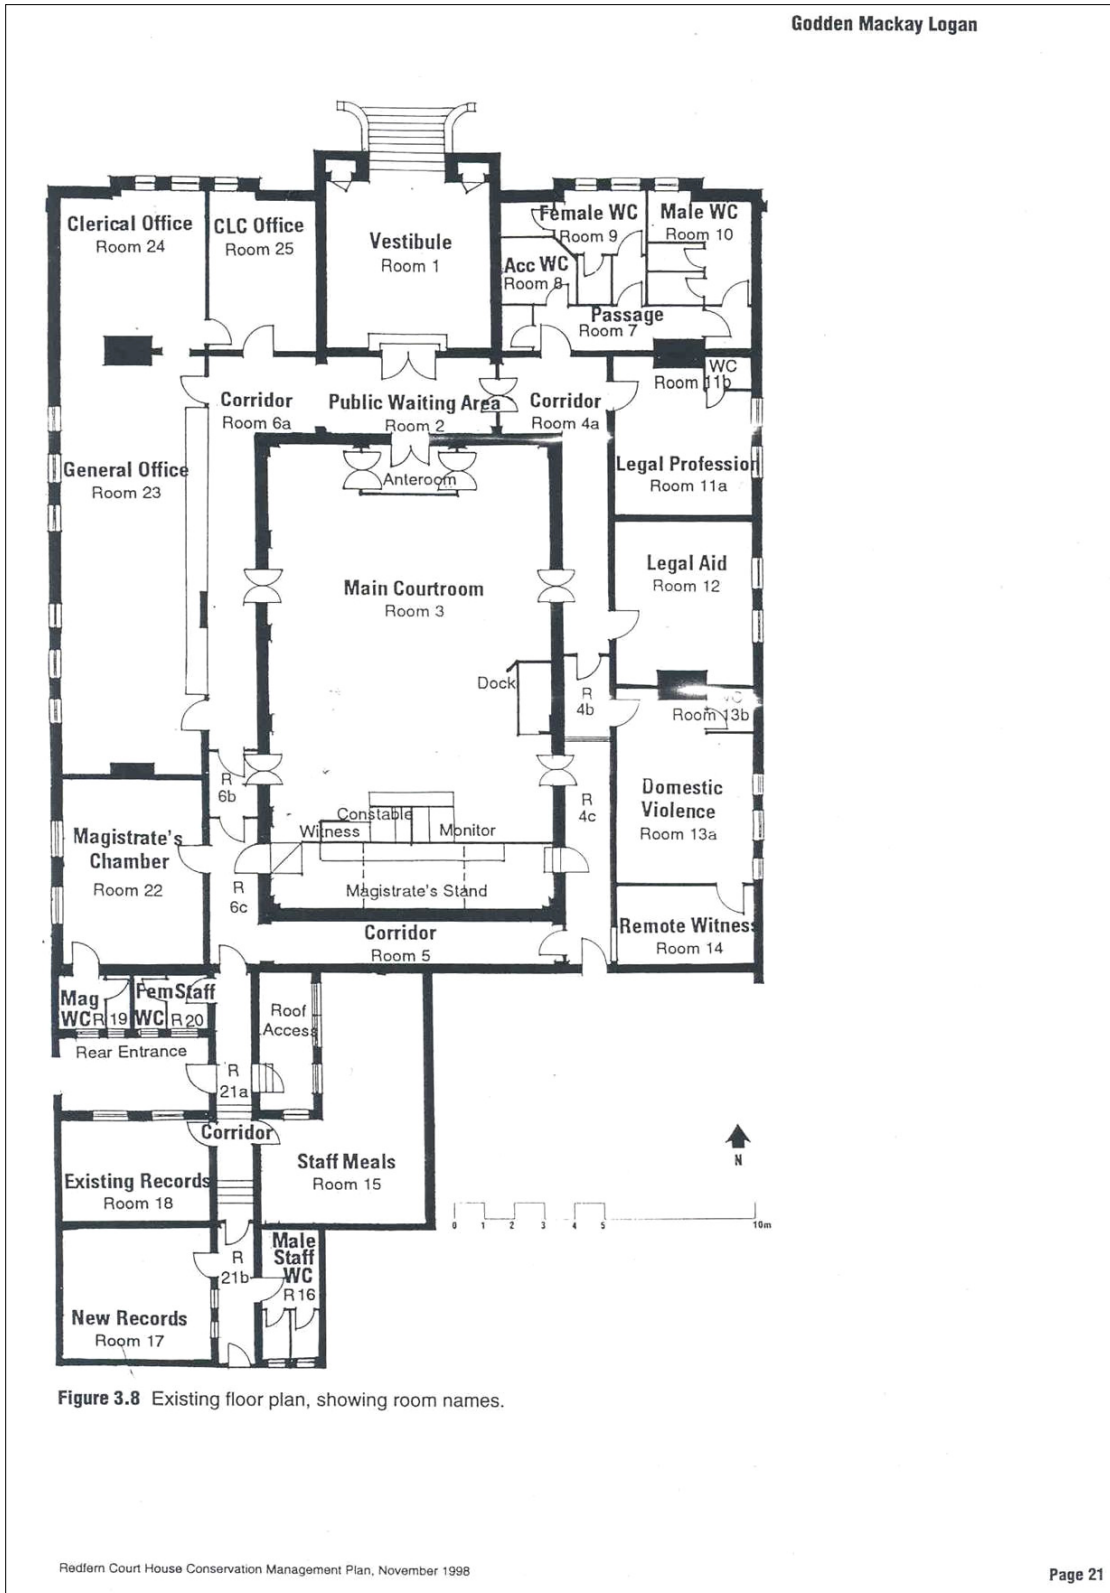 Godden Mackay Logan
Clerical Office
Room 24
CLC Office
Room 25
Vestibule
Room 1
Female WC
Room 9
Male WC
Room 10
Acc WC
Room 8
Passage
Room 7
WC
Room 11b
Corridor
Room 6a
Public Waiting Area
Room 2
Corridor
Room 4a
General Office
Room 23
Anteroom
Legal Profession
Room 11a
Main Courtroom
Room 3
Legal Aid
Room 12
Dock
R
4b
WC
Room 13b
R
6b
R
4c
Domestic
Violence
Room 13a
Constable
Witness
Monitor
Magistrate's
Chamber
Room 22
R
6c
Magistrate's Stand
Corridor
Room 5
Remote Witness
Room 14
Mag
WC R 19
Fem Staff
WC R 20
Roof
Access
Rear Entrance
R
21a
Corridor
Existing Records
Room 18
Staff Meals
Room 15
N
0 1 2 3 4 5 10m
Male
Staff
WC
R 16
R
21b
New Records
Room 17
Figure 3.8 Existing floor plan, showing room names.
Redfern Court House Conservation Management Plan, November 1998
Page 21